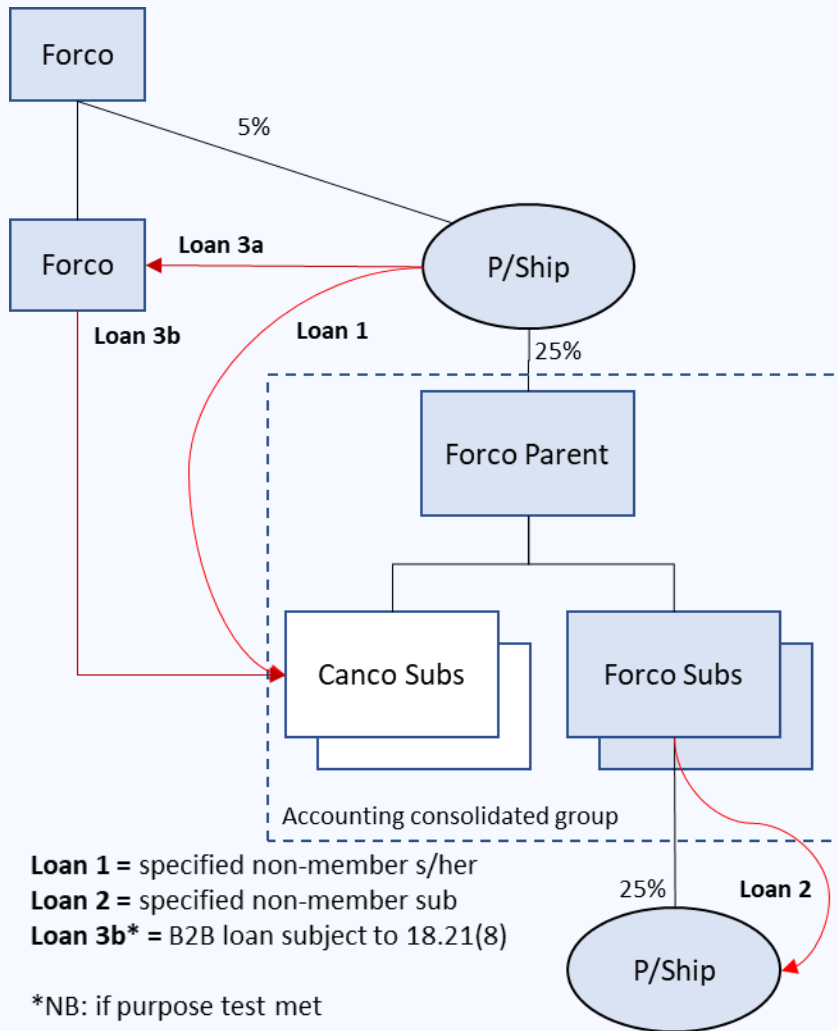 Forco
5%
Forco
Loan 3a
P/Ship
Loan 3b
Loan 1
25%
Forco Parent
Canco Subs
Forco Subs
Accounting consolidated group
Loan 1 = specified non-member s/her
Loan 2 = specified non-member sub
Loan 3b* = B2B loan subject to 18.21(8)
25%
Loan 2
P/Ship
*NB: if purpose test met